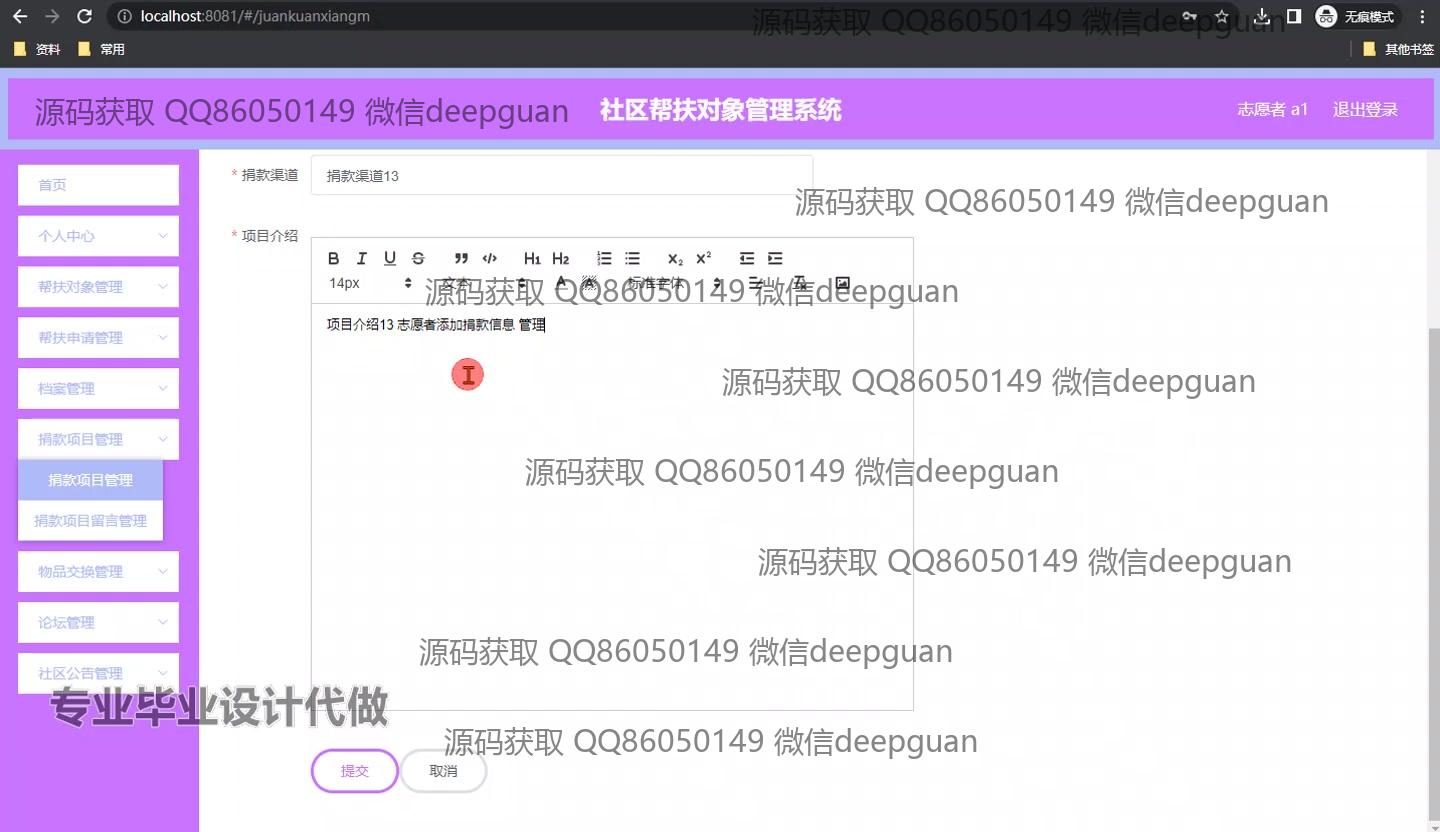 localhost:8081/#/juankuanxiangm
无痕模式
源码获取 QQ86050149 微信deepguan
资料
常用
其他书签
源码获取 QQ86050149 微信deepguan
社区帮扶对象管理系统
志愿者 a1
退出登录
首页
个人中心
帮扶对象管理
帮扶申请管理
档案管理
捐款项目管理
捐款项目管理
捐款项目留言管理
物品交换管理
论坛管理
社区公告管理
* 捐款渠道
捐款渠道13
源码获取 QQ86050149 微信deepguan
* 项目介绍
B I U S H1 H2 X₂ X²
14px
文本
标准字体
源码获取 QQ86050149 微信deepguan
项目介绍13 志愿者添加捐款信息 管理
源码获取 QQ86050149 微信deepguan
源码获取 QQ86050149 微信deepguan
源码获取 QQ86050149 微信deepguan
源码获取 QQ86050149 微信deepguan
专业毕业设计代做
源码获取 QQ86050149 微信deepguan
提交
取消